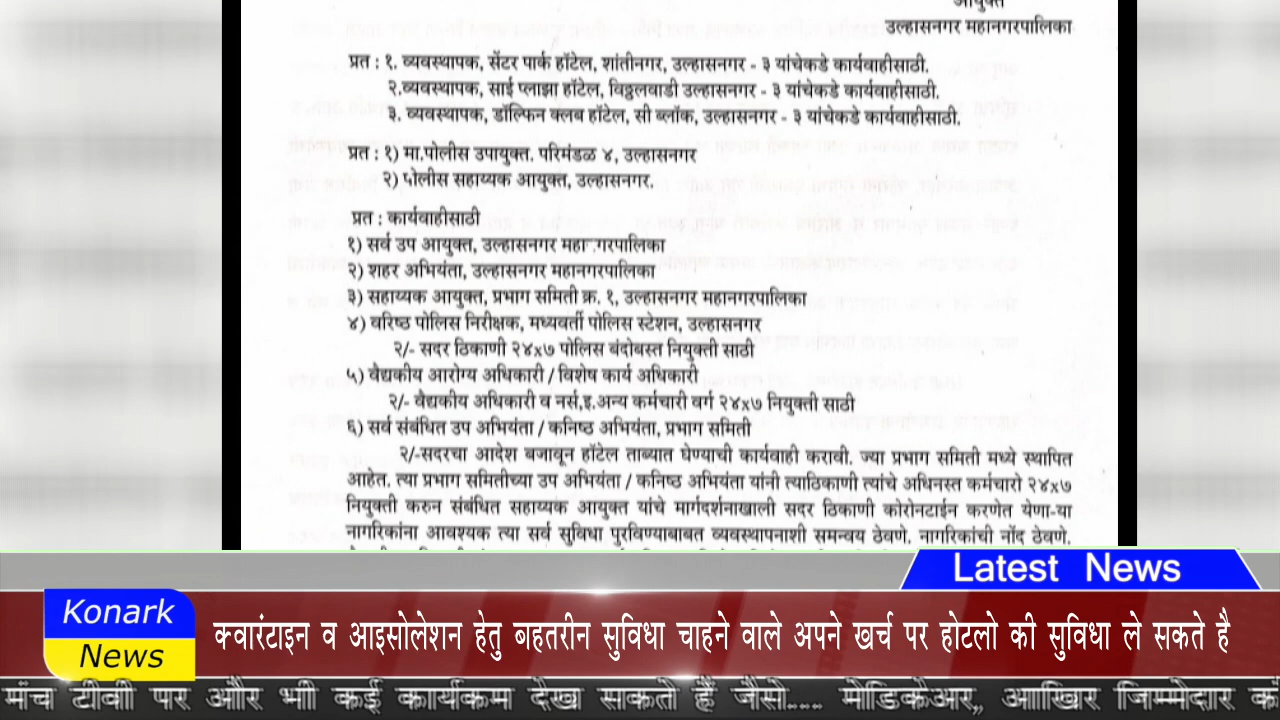 आयुक्त
उल्हासनगर महानगरपालिका
प्रत : १. व्यवस्थापक, सेंटर पार्क हॉटेल, शांतीनगर, उल्हासनगर - ३ यांचेकडे कार्यवाहीसाठी.
२.व्यवस्थापक, साई प्लाझा हॉटेल, विठ्ठलवाडी उल्हासनगर - ३ यांचेकडे कार्यवाहीसाठी.
३. व्यवस्थापक, डॉल्फिन क्लब हॉटेल, सी ब्लॉक, उल्हासनगर - ३ यांचेकडे कार्यवाहीसाठी.
प्रत : १) मा.पोलीस उपायुक्त. परिमंडळ ४, उल्हासनगर
२) पोलीस सहाय्यक आयुक्त, उल्हासनगर.
प्रत : कार्यवाहीसाठी
१) सर्व उप आयुक्त, उल्हासनगर महानगरपालिका
२) शहर अभियंता, उल्हासनगर महानगरपालिका
३) सहाय्यक आयुक्त, प्रभाग समिती क्र. १, उल्हासनगर महानगरपालिका
४) वरिष्ठ पोलिस निरीक्षक, मध्यवर्ती पोलिस स्टेशन, उल्हासनगर
२/- सदर ठिकाणी २४x७ पोलिस बंदोबस्त नियुक्ती साठी
५) वैद्यकीय आरोग्य अधिकारी / विशेष कार्य अधिकारी
२/- वैद्यकीय अधिकारी व नर्स,इ.अन्य कर्मचारी वर्ग २४x७ नियुक्ती साठी
६) सर्व संबंधित उप अभियंता / कनिष्ठ अभियंता, प्रभाग समिती
२/-सदरचा आदेश बजावून हॉटेल ताब्यात घेण्याची कार्यवाही करावी. ज्या प्रभाग समिती मध्ये स्थापित
आहेत. त्या प्रभाग समितीच्या उप अभियंता / कनिष्ठ अभियंता यांनी त्याठिकाणी त्यांचे अधिनस्त कर्मचारी २४x७
नियुक्ती करुन संबंधित सहाय्यक आयुक्त यांचे मार्गदर्शनाखाली सदर ठिकाणी कोरोनटाईन करणेत येणा-या
नागरिकांना आवश्यक त्या सर्व सुविधा पुरविण्याबाबत व्यवस्थापनाशी समन्वय ठेवणे. नागरिकांची नोंद ठेवणे.
Latest News
Konark
News
क्वारंटाइन व आइसोलेशन हेतु बहतरीन सुविधा चाहने वाले अपने खर्च पर होटलो की सुविधा ले सकते है
मंच टीवी पर और भी कई कार्यकम देख सकते हैं जैसे.... मेडिकेअर, आखिर जिम्मेदार